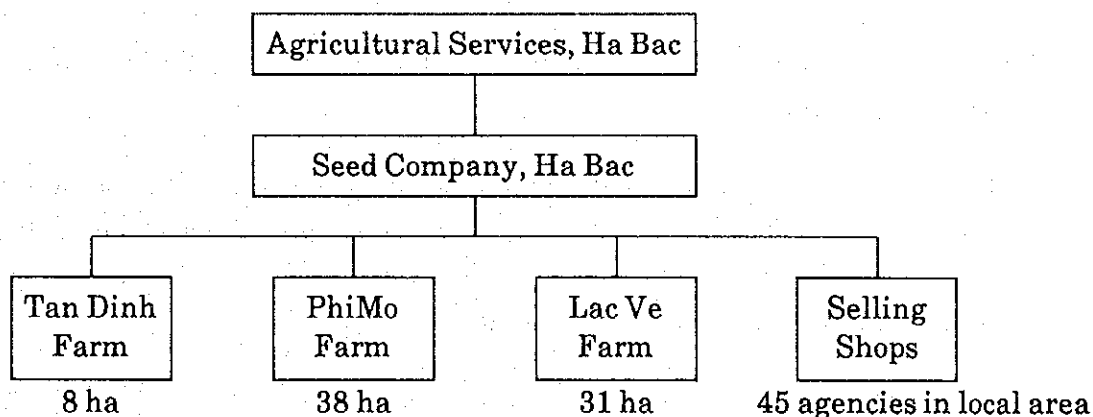 Agricultural Services, Ha Bac
Seed Company, Ha Bac
Tan Dinh
Farm
8 ha
PhiMo
Farm
38 ha
Lac Ve
Farm
31 ha
Selling
Shops
45 agencies in local area